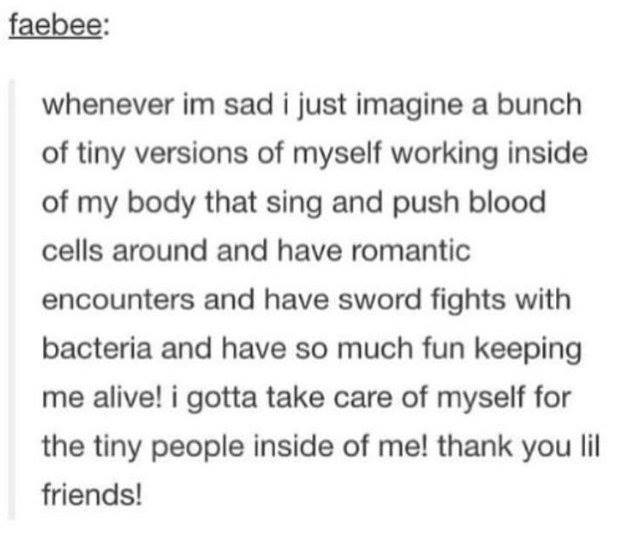 faebee:
whenever im sad i just imagine a bunch
of tiny versions of myself working inside
of my body that sing and push blood
cells around and have romantic
encounters and have sword fights with
bacteria and have so much fun keeping
me alive! i gotta take care of myself for
the tiny people inside of me! thank you lil
friends!